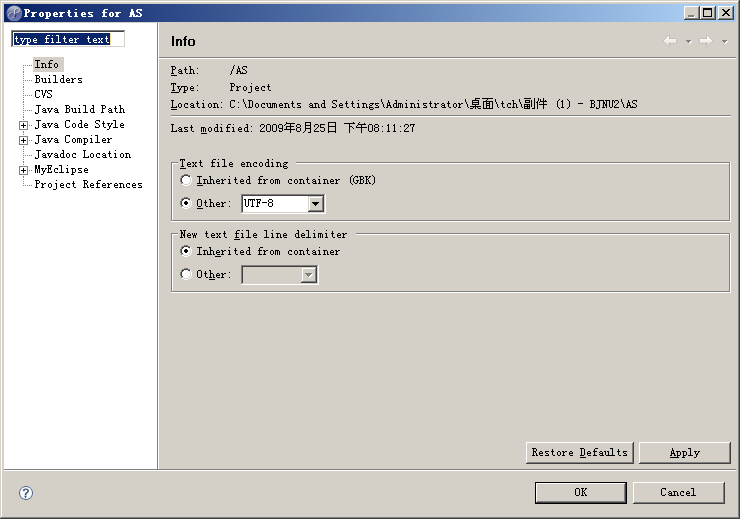 Properties for AS
type filter text
Info
Builders
CVS
Java Build Path
Java Code Style
Java Compiler
Javadoc Location
MyEclipse
Project References
Info
Path: /AS
Type: Project
Location: C:\Documents and Settings\Administrator\桌面\tch\副件 (1) - BJNU2\AS
Last modified: 2009年8月25日 下午08:11:27
Text file encoding
Inherited from container (GBK)
Other: UTF-8
New text file line delimiter
Inherited from container
Other:
Restore Defaults Apply
OK Cancel